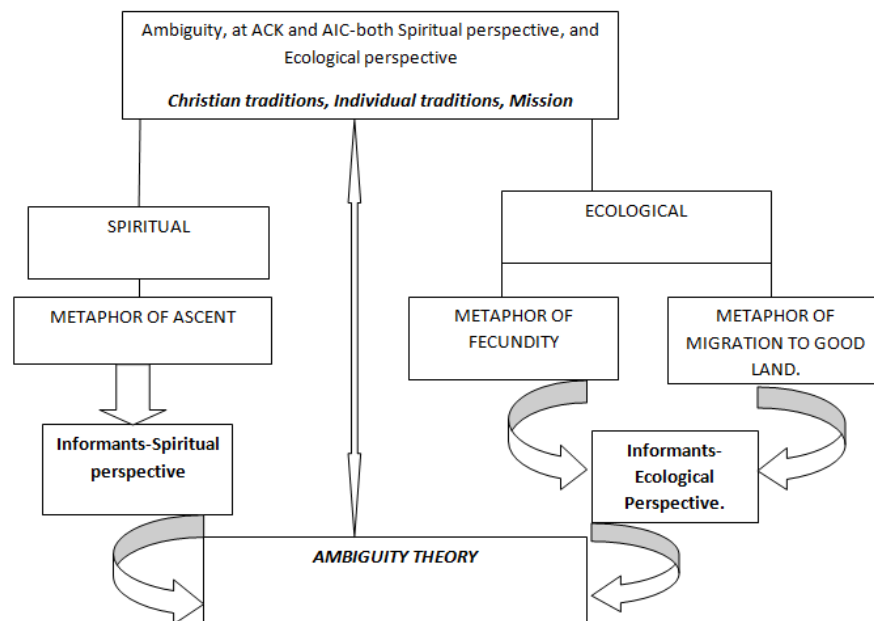 Ambiguity, at ACK and AIC-both Spiritual perspective, and
Ecological perspective
Christian traditions, Individual traditions, Mission
SPIRITUAL
ECOLOGICAL
METAPHOR OF ASCENT
METAPHOR OF
FECUNDITY
METAPHOR OF
MIGRATION TO GOOD
LAND.
Informants-Spiritual
perspective
Informants-
Ecological
Perspective.
AMBIGUITY THEORY